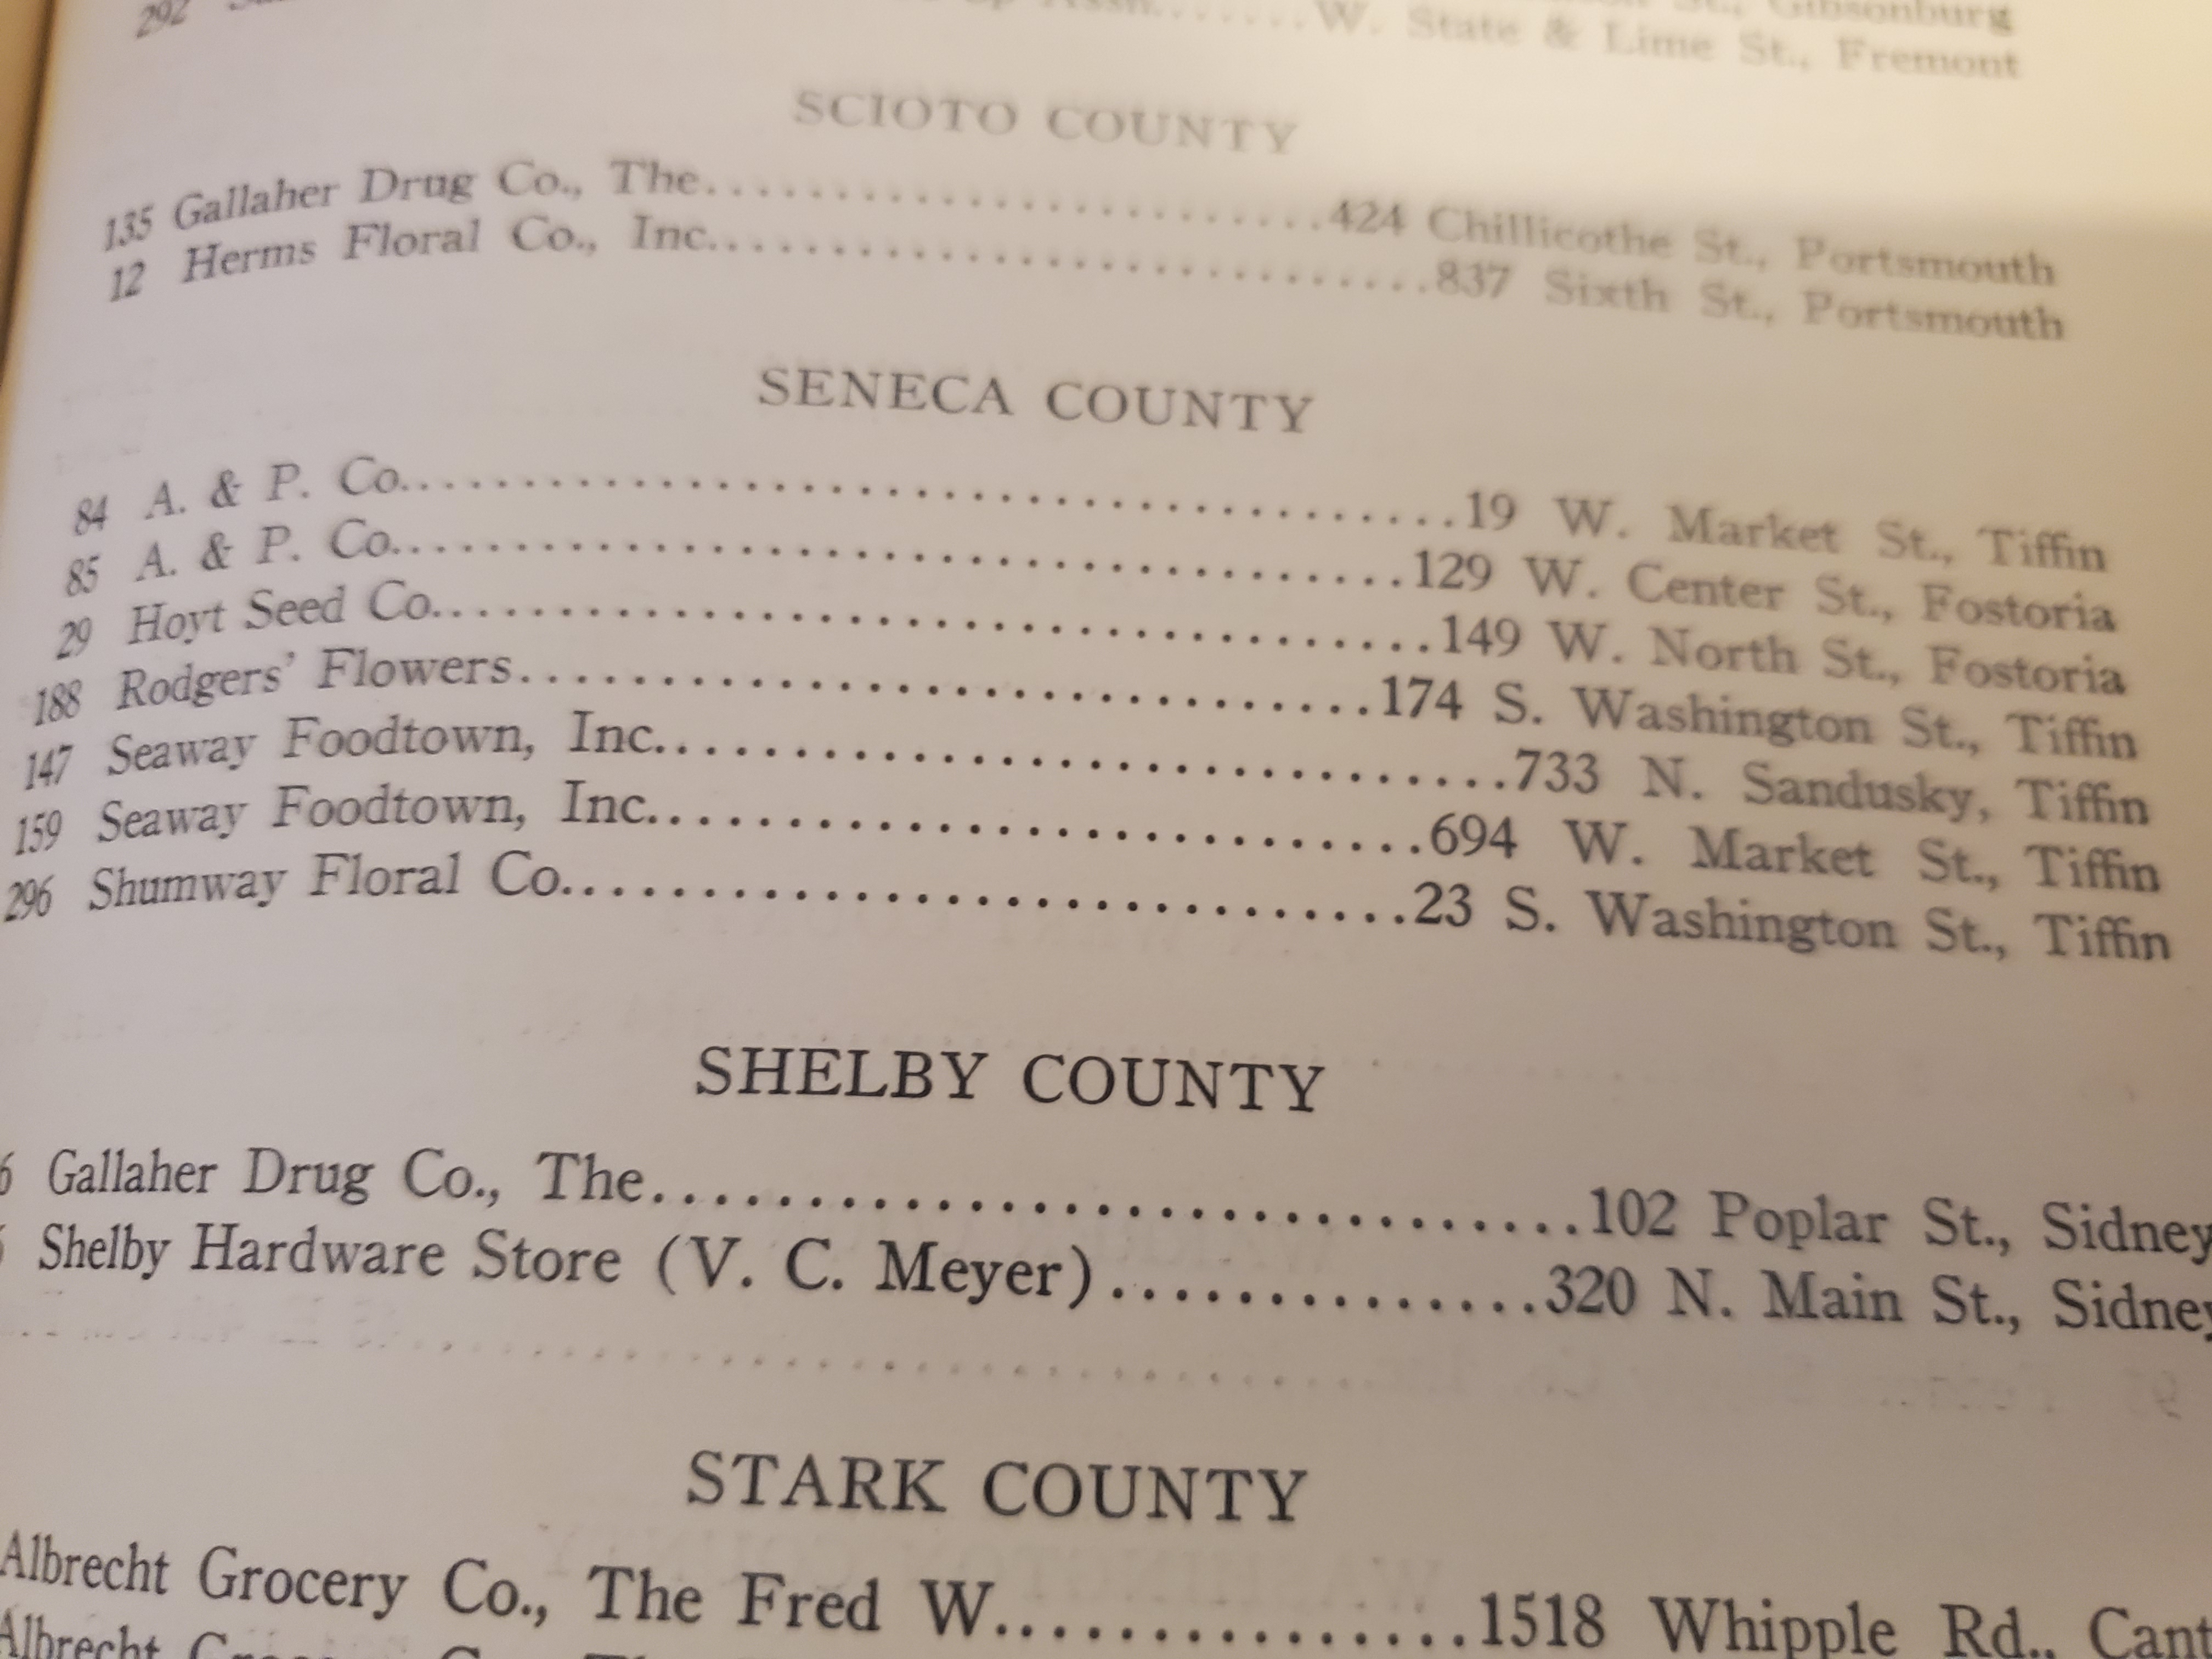 292
W. State & Lime St., Fremont
SCIOTO COUNTY
135 Gallaher Drug Co., The........................424 Chillicothe St., Portsmouth
12 Herms Floral Co., Inc............................837 Sixth St., Portsmouth
SENECA COUNTY
84 A. & P. Co.......................................19 W. Market St., Tiffin
85 A. & P. Co.....................................129 W. Center St., Fostoria
29 Hoyt Seed Co...................................149 W. North St., Fostoria
188 Rodgers' Flowers..............................174 S. Washington St., Tiffin
147 Seaway Foodtown, Inc.............................733 N. Sandusky, Tiffin
159 Seaway Foodtown, Inc..........................694 W. Market St., Tiffin
296 Shumway Floral Co............................23 S. Washington St., Tiffin
SHELBY COUNTY
6 Gallaher Drug Co., The..............................102 Poplar St., Sidney
Shelby Hardware Store (V. C. Meyer)..............320 N. Main St., Sidney
STARK COUNTY
Albrecht Grocery Co., The Fred W................1518 Whipple Rd., Cant
Albrecht